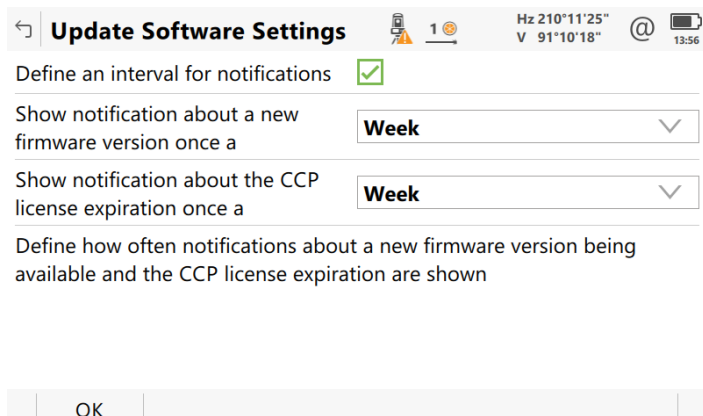 Update Software Settings
1
Hz 210°11'25"
V 91°10'18"
@
13:56
Define an interval for notifications
Show notification about a new
firmware version once a
Week
Show notification about the CCP
license expiration once a
Week
Define how often notifications about a new firmware version being
available and the CCP license expiration are shown
OK